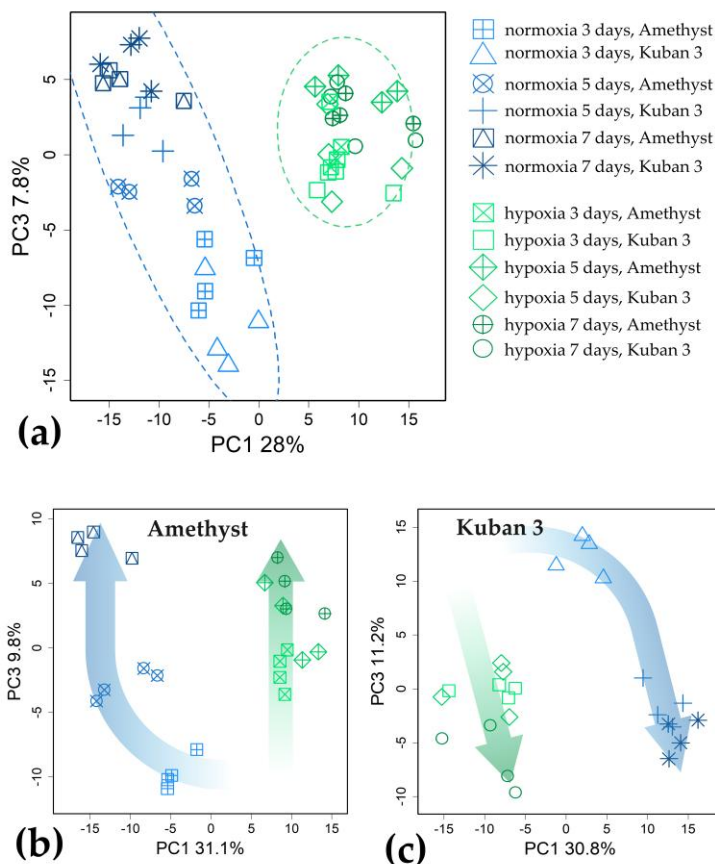 normoxia 3 days, Amethyst
normoxia 3 days, Kuban 3
normoxia 5 days, Amethyst
normoxia 5 days, Kuban 3
normoxia 7 days, Amethyst
normoxia 7 days, Kuban 3
hypoxia 3 days, Amethyst
hypoxia 3 days, Kuban 3
hypoxia 5 days, Amethyst
hypoxia 5 days, Kuban 3
hypoxia 7 days, Amethyst
hypoxia 7 days, Kuban 3
PC3 7.8%
5
0
-5
-10
-15
-15 -10 -5 0 5 10 15
PC1 28%
(a)
Amethyst
PC3 9.8%
10
5
0
-5
-10
-15 -10 -5 0 5 10 15
PC1 31.1%
(b)
Kuban 3
PC3 11.2%
15
10
5
0
-5
-10
-15 -10 -5 0 5 10 15
PC1 30.8%
(c)